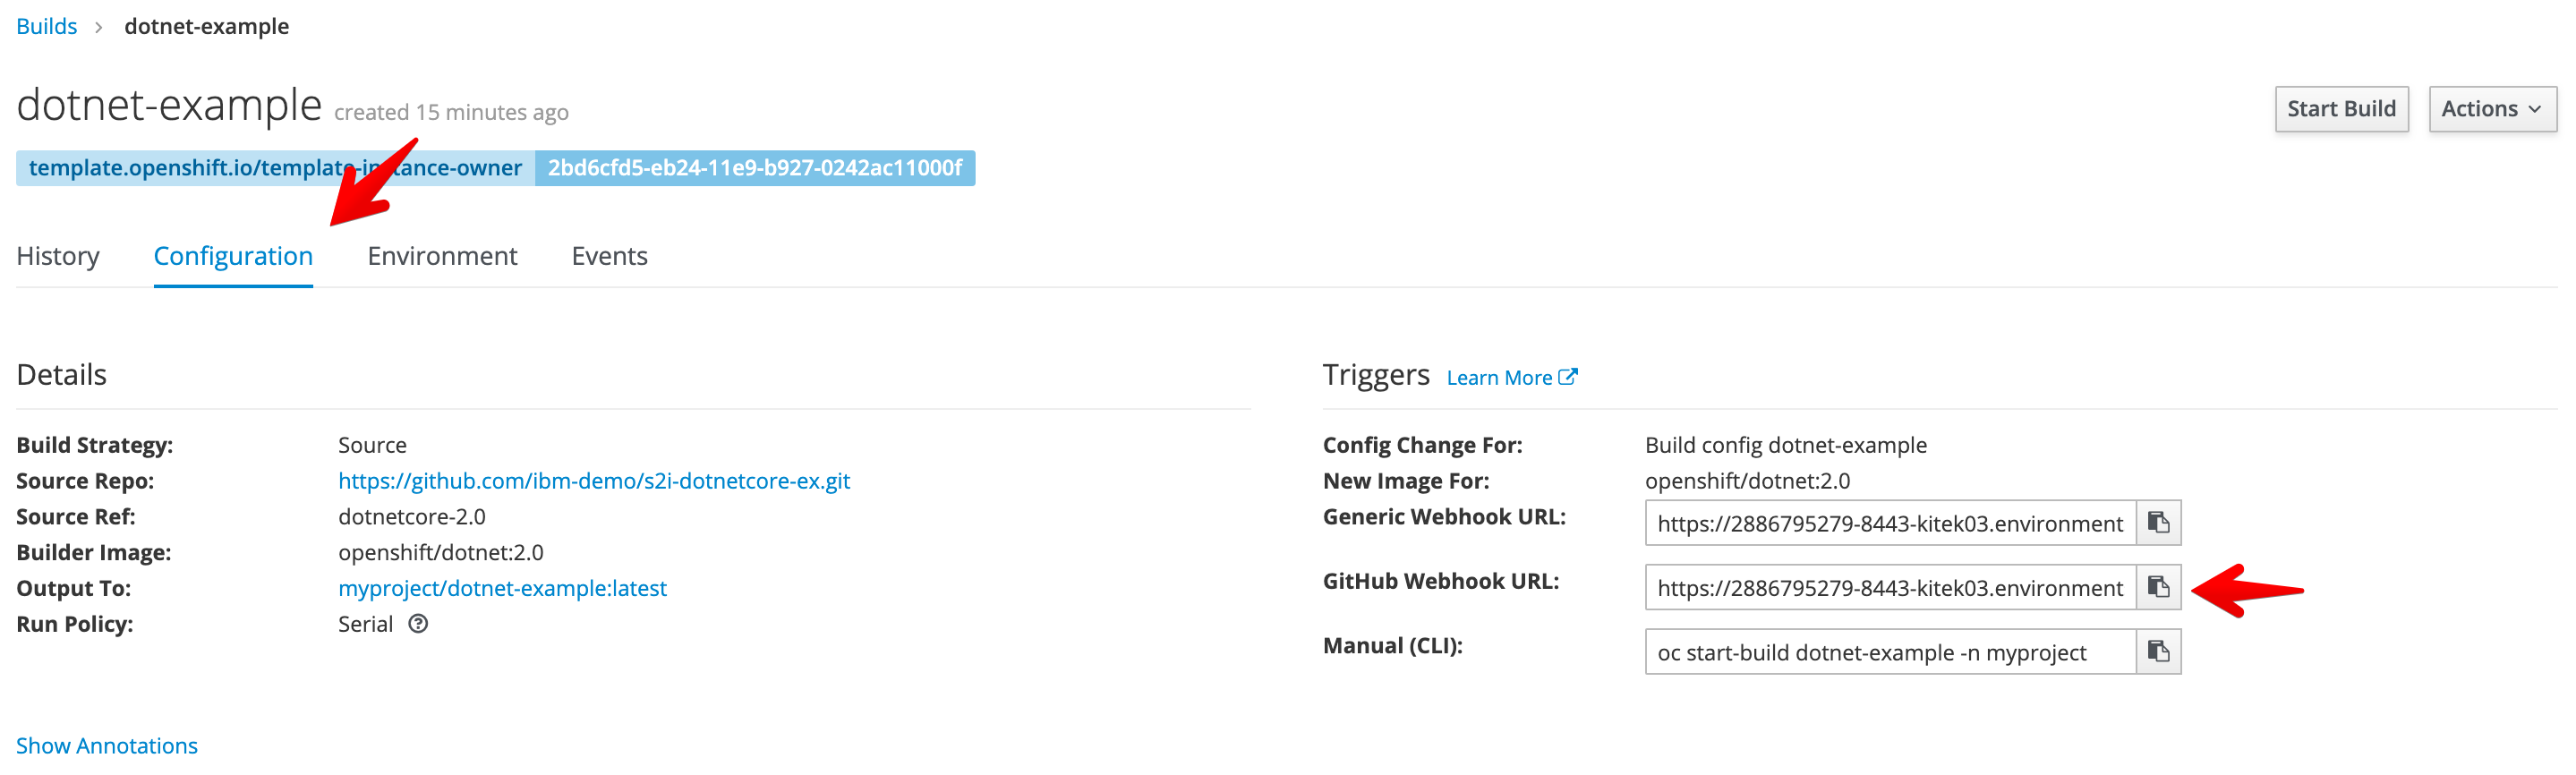 Builds > dotnet-example
dotnet-example created 15 minutes ago
Start Build
Actions
template.openshift.io/template-instance-owner 2bd6cfd5-eb24-11e9-b927-0242ac11000f
History Configuration Environment Events
Details
Build Strategy: Source
Source Repo: https://github.com/ibm-demo/s2i-dotnetcore-ex.git
Source Ref: dotnetcore-2.0
Builder Image: openshift/dotnet:2.0
Output To: myproject/dotnet-example:latest
Run Policy: Serial
Show Annotations
Triggers Learn More
Config Change For: Build config dotnet-example
New Image For: openshift/dotnet:2.0
Generic Webhook URL: https://2886795279-8443-kitek03.environment
GitHub Webhook URL: https://2886795279-8443-kitek03.environment
Manual (CLI): oc start-build dotnet-example -n myproject